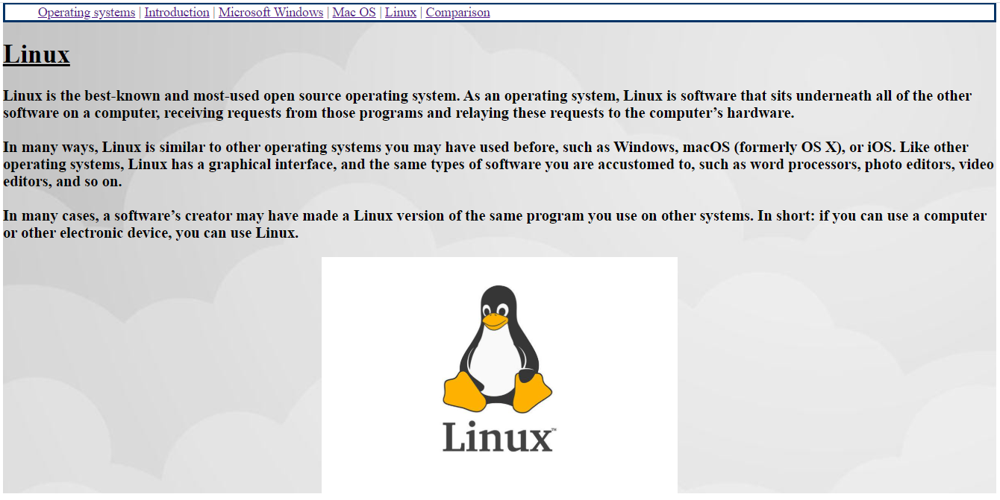 Operating systems | Introduction | Microsoft Windows | Mac OS | Linux | Comparison
Linux
Linux is the best-known and most-used open source operating system. As an operating system, Linux is software that sits underneath all of the other
software on a computer, receiving requests from those programs and relaying these requests to the computer’s hardware.
In many ways, Linux is similar to other operating systems you may have used before, such as Windows, macOS (formerly OS X), or iOS. Like other
operating systems, Linux has a graphical interface, and the same types of software you are accustomed to, such as word processors, photo editors, video
editors, and so on.
In many cases, a software’s creator may have made a Linux version of the same program you use on other systems. In short: if you can use a computer
or other electronic device, you can use Linux.
Linux™